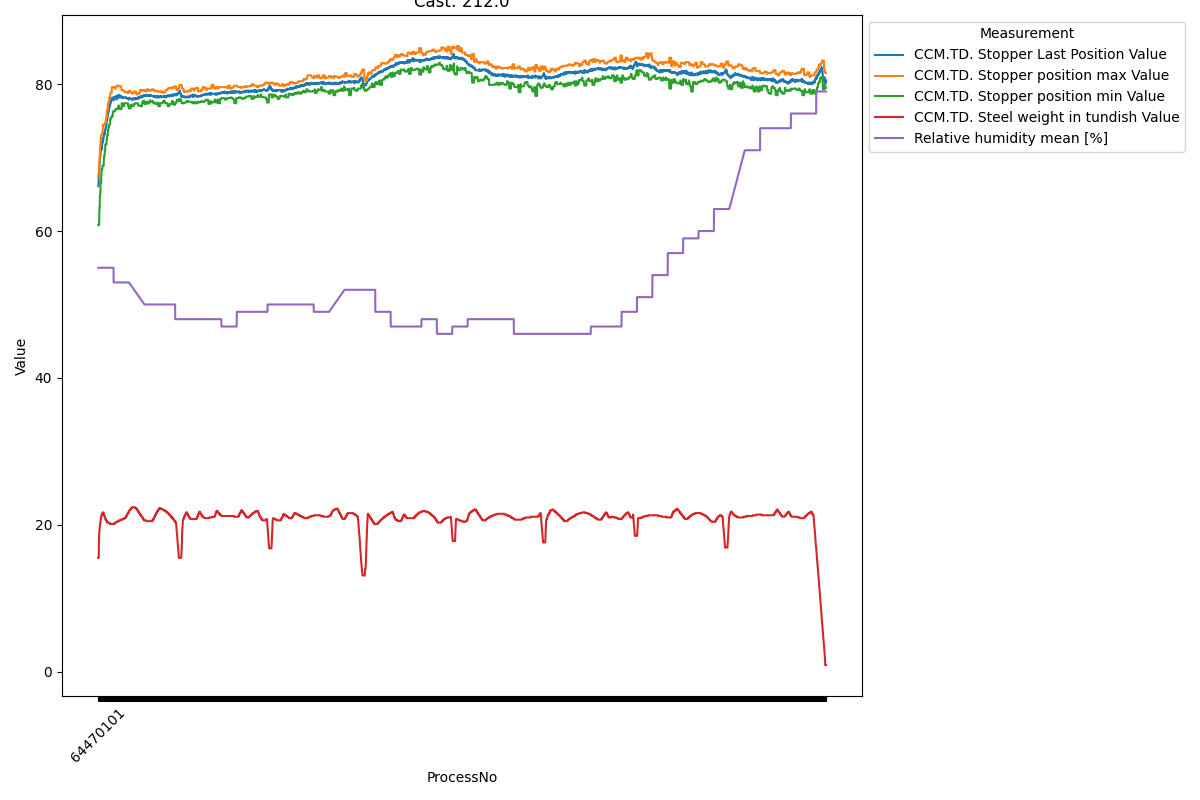 Cast: 212.0
Measurement
CCM.TD. Stopper Last Position Value
CCM.TD. Stopper position max Value
CCM.TD. Stopper position min Value
CCM.TD. Steel weight in tundish Value
Relative humidity mean [%]
80
60
40
20
0
Value
64470101
ProcessNo